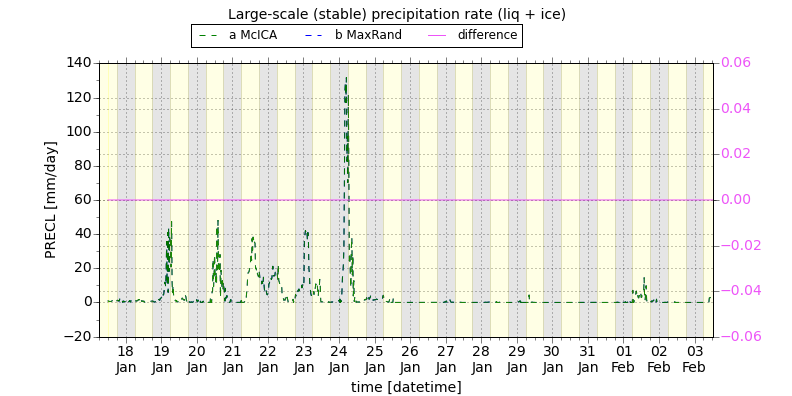 Large-scale (stable) precipitation rate (liq + ice)
a McICA b MaxRand difference
140 0.06
120 0.04
100 0.02
80 0.00
60 −0.02
40 −0.04
20 −0.06
0
−20
PRECL [mm/day]
18 19 20 21 22 23 24 25 26 27 28 29 30 31 01 02 03
Jan Jan Jan Jan Jan Jan Jan Jan Jan Jan Jan Jan Jan Jan Feb Feb Feb
time [datetime]